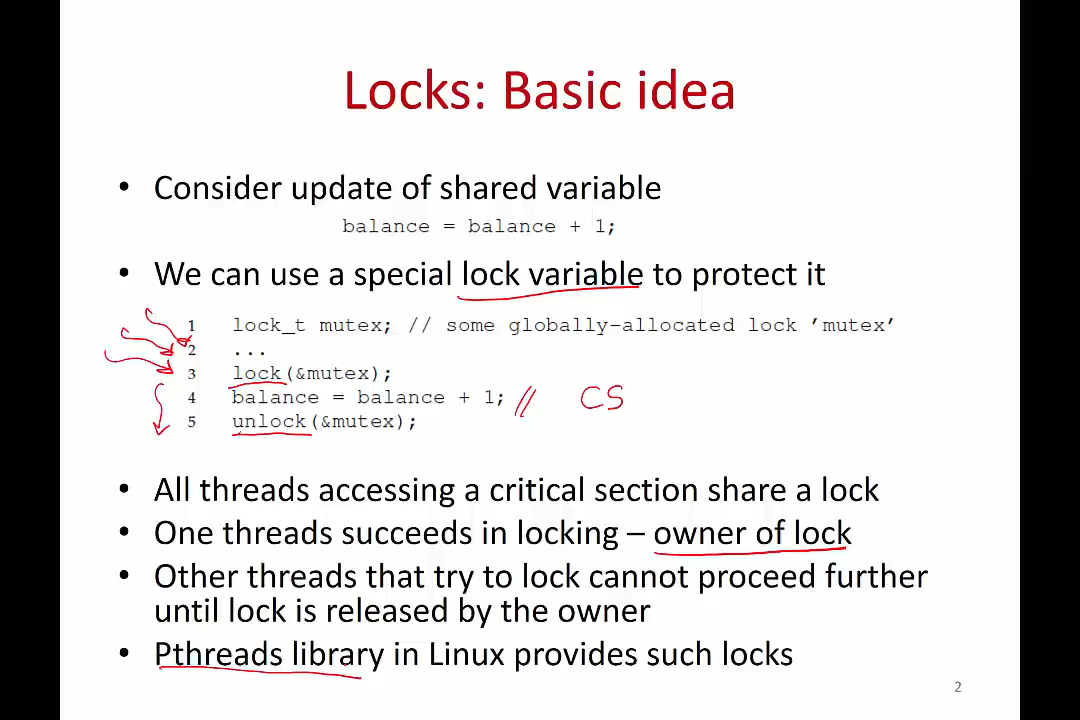 Locks: Basic idea
• Consider update of shared variable
balance = balance + 1;
• We can use a special lock variable to protect it
1 lock_t mutex; // some globally-allocated lock ’mutex’
2 ...
3 lock(&mutex);
4 balance = balance + 1; // CS
5 unlock(&mutex);
• All threads accessing a critical section share a lock
• One threads succeeds in locking – owner of lock
• Other threads that try to lock cannot proceed further
until lock is released by the owner
• Pthreads library in Linux provides such locks
2